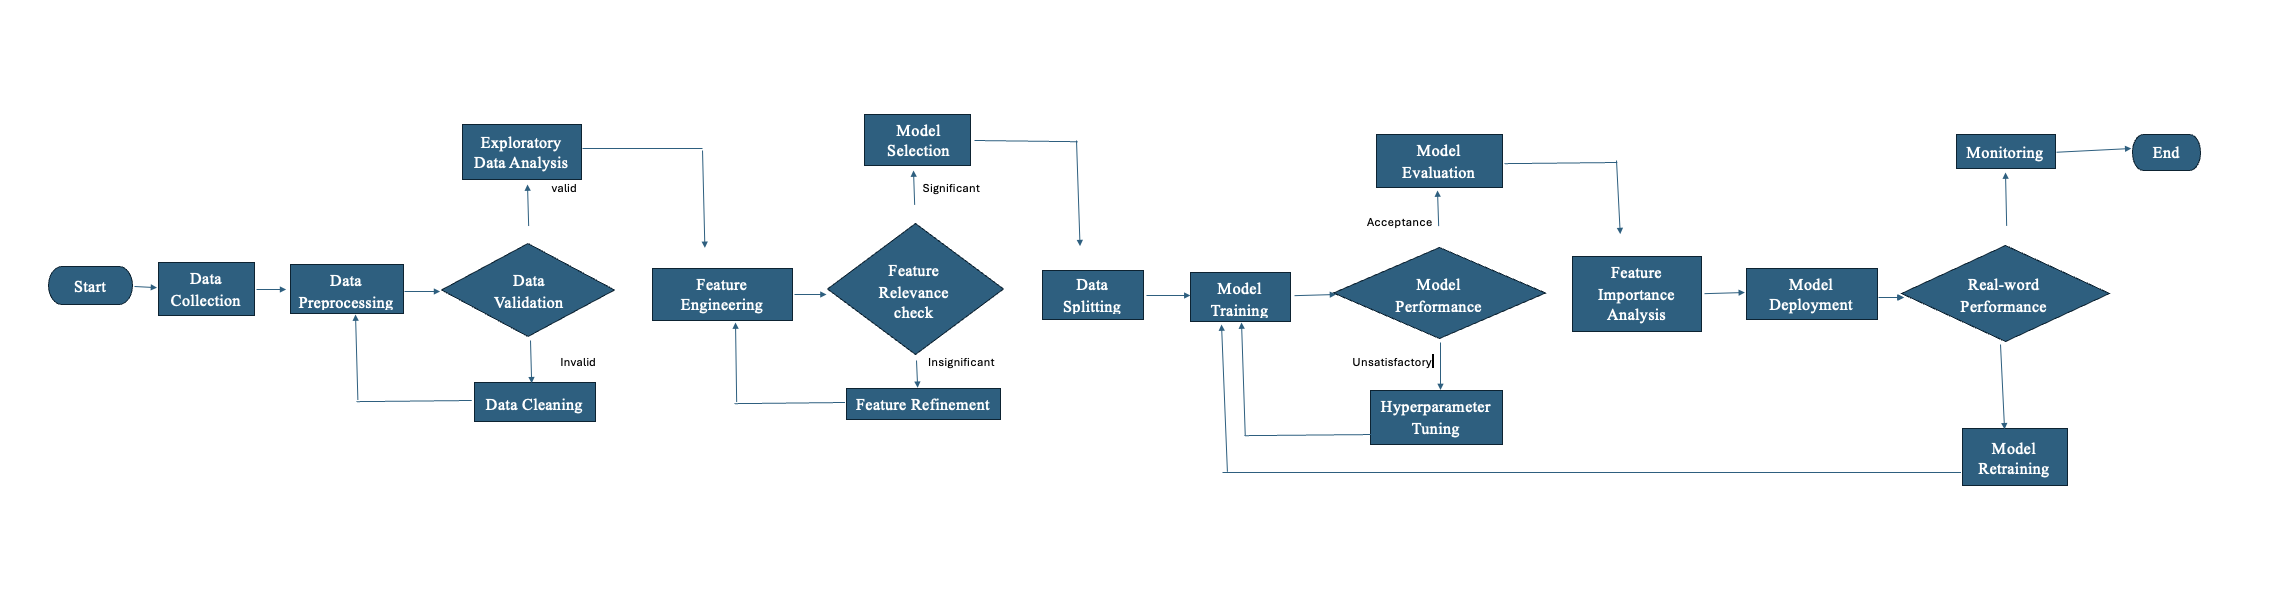 Start
Data
Collection
Data
Preprocessing
Data
Validation
valid
Exploratory
Data Analysis
Invalid
Data Cleaning
Feature
Engineering
Feature
Relevance
check
Significant
Model
Selection
Insignificant
Feature Refinement
Data
Splitting
Model
Training
Model
Performance
Acceptance
Model
Evaluation
Unsatisfactory
Hyperparameter
Tuning
Feature
Importance
Analysis
Model
Deployment
Real-word
Performance
Monitoring
End
Model
Retraining